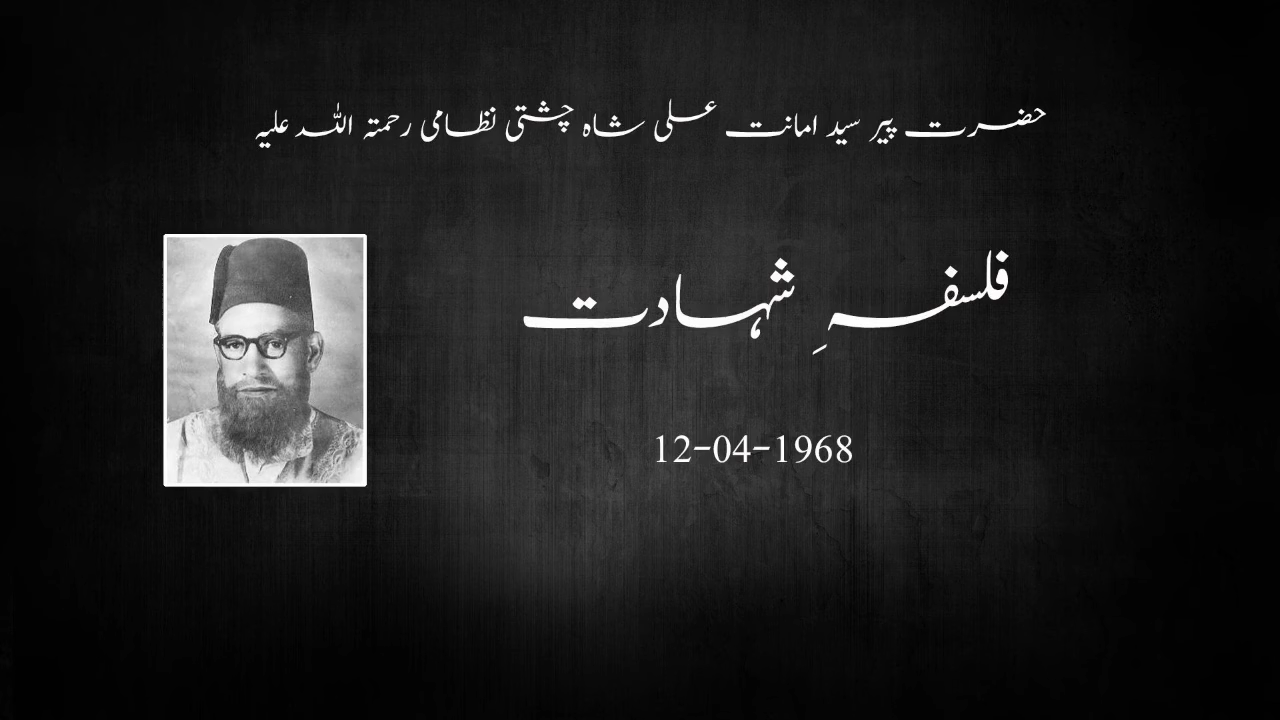 حضرت پیر سید امانت علی شاہ چشتی نظامی رحمتہ اللہ علیہ
فلسفہِ شہادت
12-04-1968